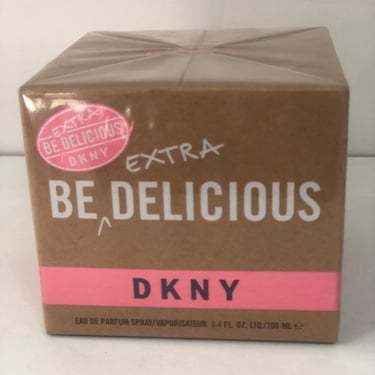 EXTRA
BE DELICIOUS
DKNY
EXTRA
BE DELICIOUS
DKNY
EAU DE PARFUM SPRAY/VAPORISATEUR 3.4 FL. OZ. LIQ./100 ML ℮